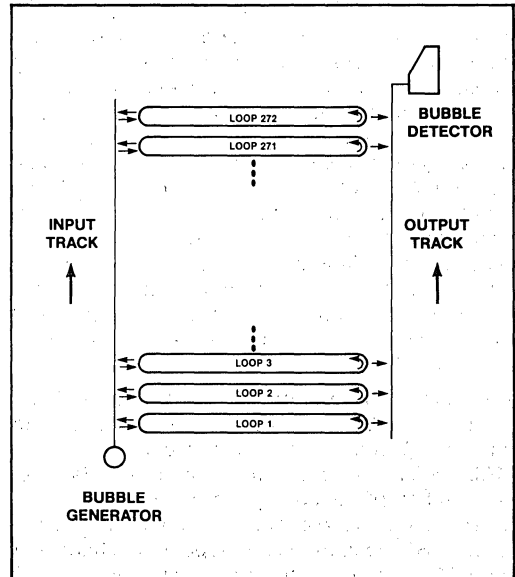 LOOP 272
LOOP 271
BUBBLE
DETECTOR
INPUT
TRACK
OUTPUT
TRACK
LOOP 3
LOOP 2
LOOP 1
BUBBLE
GENERATOR